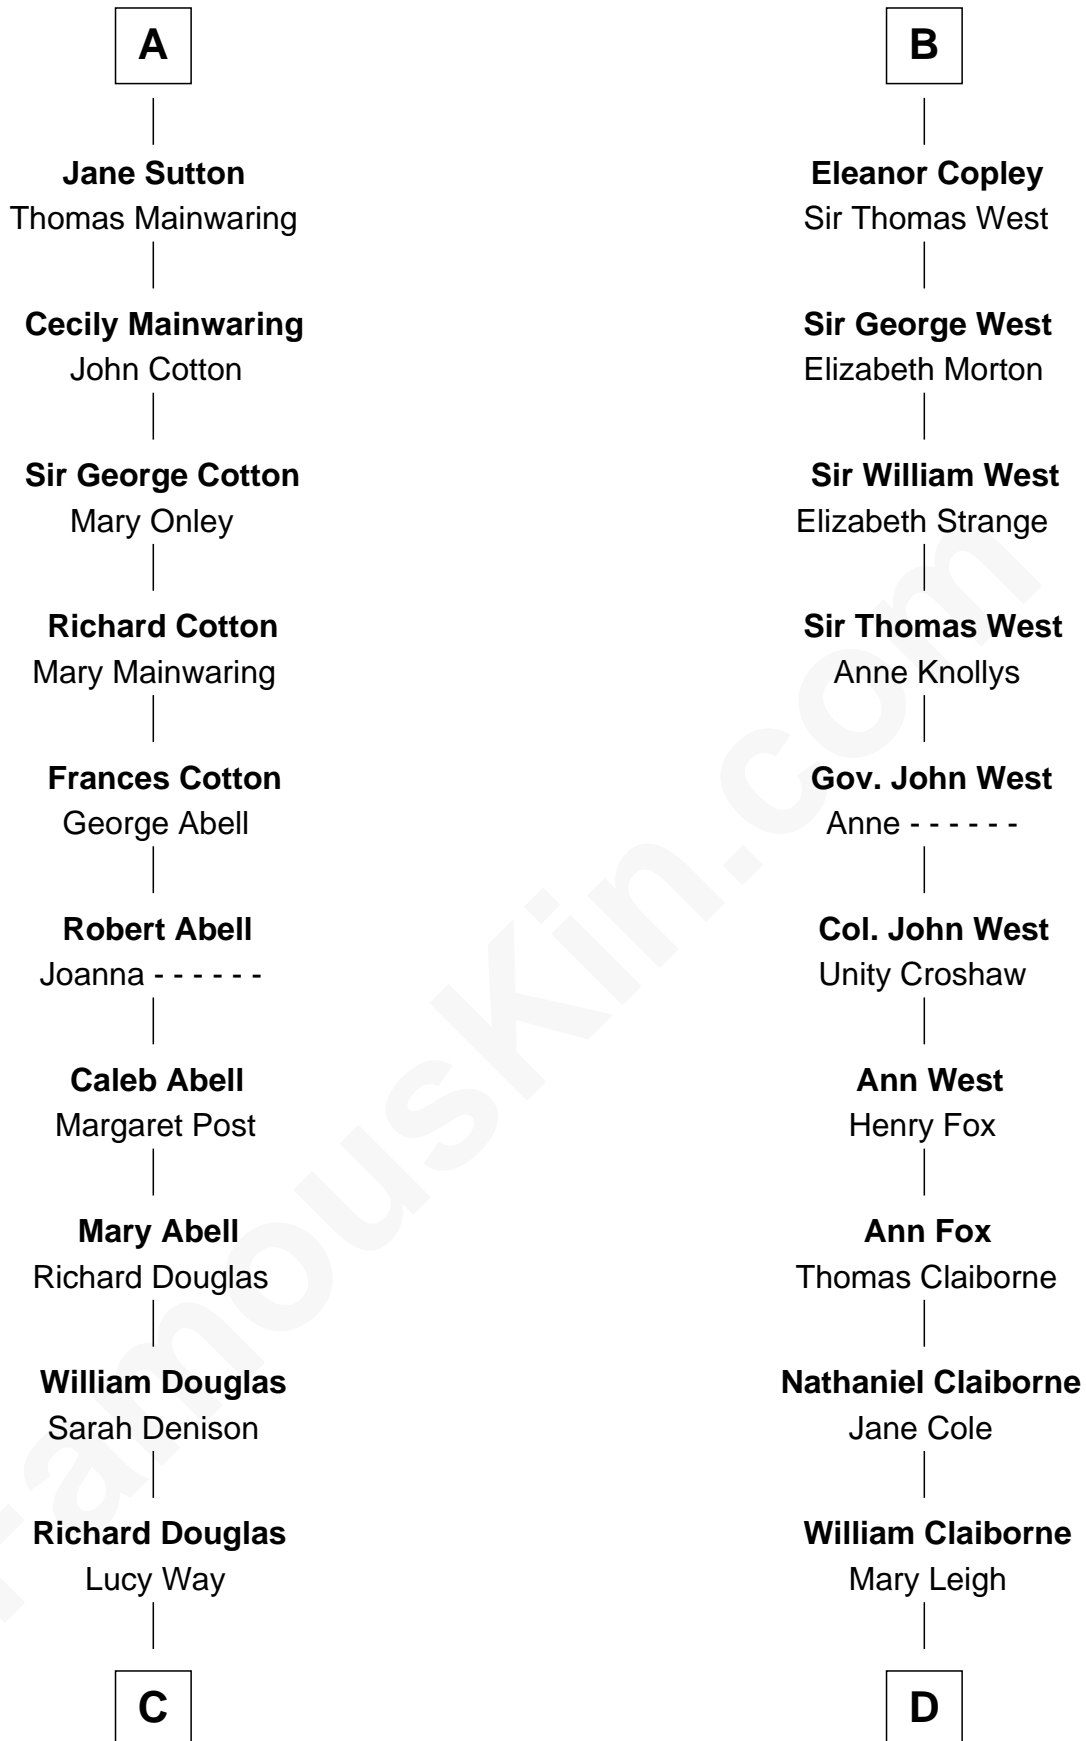 A
Jane Sutton
Thomas Mainwaring
Cecily Mainwaring
John Cotton
Sir George Cotton
Mary Onley
Richard Cotton
Mary Mainwaring
Frances Cotton
George Abell
Robert Abell
Joanna - - - - - -
Caleb Abell
Margaret Post
Mary Abell
Richard Douglas
William Douglas
Sarah Denison
Richard Douglas
Lucy Way
C
B
Eleanor Copley
Sir Thomas West
Sir George West
Elizabeth Morton
Sir William West
Elizabeth Strange
Sir Thomas West
Anne Knollys
Gov. John West
Anne - - - - - -
Col. John West
Unity Croshaw
Ann West
Henry Fox
Ann Fox
Thomas Claiborne
Nathaniel Claiborne
Jane Cole
William Claiborne
Mary Leigh
D
FamousKin.com